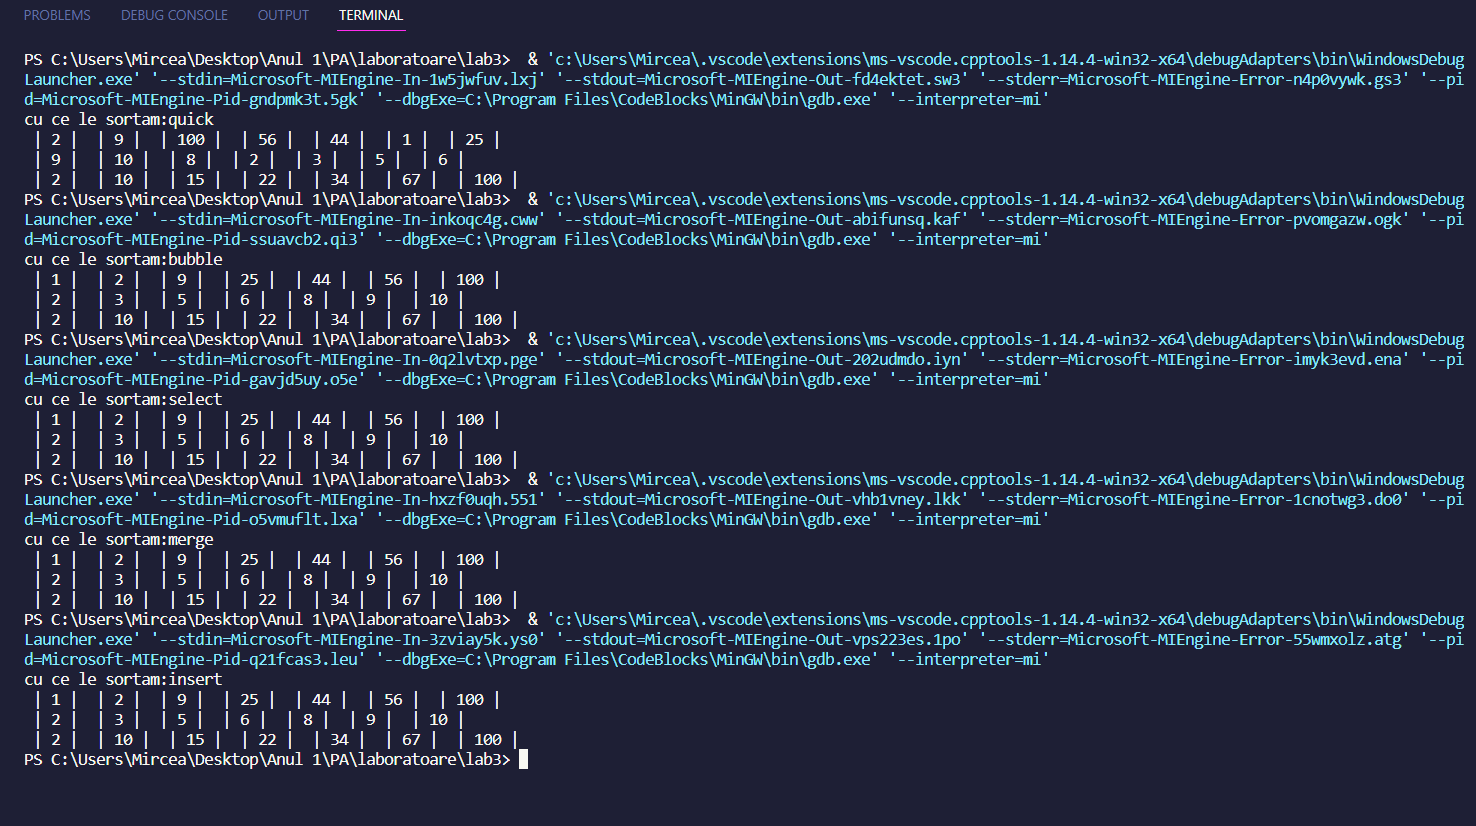 PROBLEMS DEBUG CONSOLE OUTPUT TERMINAL
PS C:\Users\Mircea\Desktop\Anul 1\PA\laboratoare\lab3>  & 'c:\Users\Mircea\.vscode\extensions\ms-vscode.cpptools-1.14.4-win32-x64\debugAdapters\bin\WindowsDebug
Launcher.exe' '--stdin=Microsoft-MIEngine-In-1w5jwfuv.lxj' '--stdout=Microsoft-MIEngine-Out-fd4ektet.sw3' '--stderr=Microsoft-MIEngine-Error-n4p0vywk.gs3' '--pi
d=Microsoft-MIEngine-Pid-gndpmk3t.5gk' '--dbgExe=C:\Program Files\CodeBlocks\MinGW\bin\gdb.exe' '--interpreter=mi'
cu ce le sortam:quick
| 2 |  | 9 |  | 100 |  | 56 |  | 44 |  | 1 |  | 25 |
| 9 |  | 10 |  | 8 |  | 2 |  | 3 |  | 5 |  | 6 |
| 2 |  | 10 |  | 15 |  | 22 |  | 34 |  | 67 |  | 100 |
PS C:\Users\Mircea\Desktop\Anul 1\PA\laboratoare\lab3>  & 'c:\Users\Mircea\.vscode\extensions\ms-vscode.cpptools-1.14.4-win32-x64\debugAdapters\bin\WindowsDebug
Launcher.exe' '--stdin=Microsoft-MIEngine-In-inkoqc4g.cww' '--stdout=Microsoft-MIEngine-Out-abifunsq.kaf' '--stderr=Microsoft-MIEngine-Error-pvomgazw.ogk' '--pi
d=Microsoft-MIEngine-Pid-ssuavcb2.qi3' '--dbgExe=C:\Program Files\CodeBlocks\MinGW\bin\gdb.exe' '--interpreter=mi'
cu ce le sortam:bubble
| 1 |  | 2 |  | 9 |  | 25 |  | 44 |  | 56 |  | 100 |
| 2 |  | 3 |  | 5 |  | 6 |  | 8 |  | 9 |  | 10 |
| 2 |  | 10 |  | 15 |  | 22 |  | 34 |  | 67 |  | 100 |
PS C:\Users\Mircea\Desktop\Anul 1\PA\laboratoare\lab3>  & 'c:\Users\Mircea\.vscode\extensions\ms-vscode.cpptools-1.14.4-win32-x64\debugAdapters\bin\WindowsDebug
Launcher.exe' '--stdin=Microsoft-MIEngine-In-0q2lvtxp.pge' '--stdout=Microsoft-MIEngine-Out-202udmdo.iyn' '--stderr=Microsoft-MIEngine-Error-imyk3evd.ena' '--pi
d=Microsoft-MIEngine-Pid-gavjd5uy.o5e' '--dbgExe=C:\Program Files\CodeBlocks\MinGW\bin\gdb.exe' '--interpreter=mi'
cu ce le sortam:select
| 1 |  | 2 |  | 9 |  | 25 |  | 44 |  | 56 |  | 100 |
| 2 |  | 3 |  | 5 |  | 6 |  | 8 |  | 9 |  | 10 |
| 2 |  | 10 |  | 15 |  | 22 |  | 34 |  | 67 |  | 100 |
PS C:\Users\Mircea\Desktop\Anul 1\PA\laboratoare\lab3>  & 'c:\Users\Mircea\.vscode\extensions\ms-vscode.cpptools-1.14.4-win32-x64\debugAdapters\bin\WindowsDebug
Launcher.exe' '--stdin=Microsoft-MIEngine-In-hxzf0uqh.551' '--stdout=Microsoft-MIEngine-Out-vhb1vney.lkk' '--stderr=Microsoft-MIEngine-Error-1cnotwg3.do0' '--pi
d=Microsoft-MIEngine-Pid-o5vmuflt.lxa' '--dbgExe=C:\Program Files\CodeBlocks\MinGW\bin\gdb.exe' '--interpreter=mi'
cu ce le sortam:merge
| 1 |  | 2 |  | 9 |  | 25 |  | 44 |  | 56 |  | 100 |
| 2 |  | 3 |  | 5 |  | 6 |  | 8 |  | 9 |  | 10 |
| 2 |  | 10 |  | 15 |  | 22 |  | 34 |  | 67 |  | 100 |
PS C:\Users\Mircea\Desktop\Anul 1\PA\laboratoare\lab3>  & 'c:\Users\Mircea\.vscode\extensions\ms-vscode.cpptools-1.14.4-win32-x64\debugAdapters\bin\WindowsDebug
Launcher.exe' '--stdin=Microsoft-MIEngine-In-3zviay5k.ys0' '--stdout=Microsoft-MIEngine-Out-vps223es.1po' '--stderr=Microsoft-MIEngine-Error-55wmxolz.atg' '--pi
d=Microsoft-MIEngine-Pid-q21fcas3.leu' '--dbgExe=C:\Program Files\CodeBlocks\MinGW\bin\gdb.exe' '--interpreter=mi'
cu ce le sortam:insert
| 1 |  | 2 |  | 9 |  | 25 |  | 44 |  | 56 |  | 100 |
| 2 |  | 3 |  | 5 |  | 6 |  | 8 |  | 9 |  | 10 |
| 2 |  | 10 |  | 15 |  | 22 |  | 34 |  | 67 |  | 100 |
PS C:\Users\Mircea\Desktop\Anul 1\PA\laboratoare\lab3>